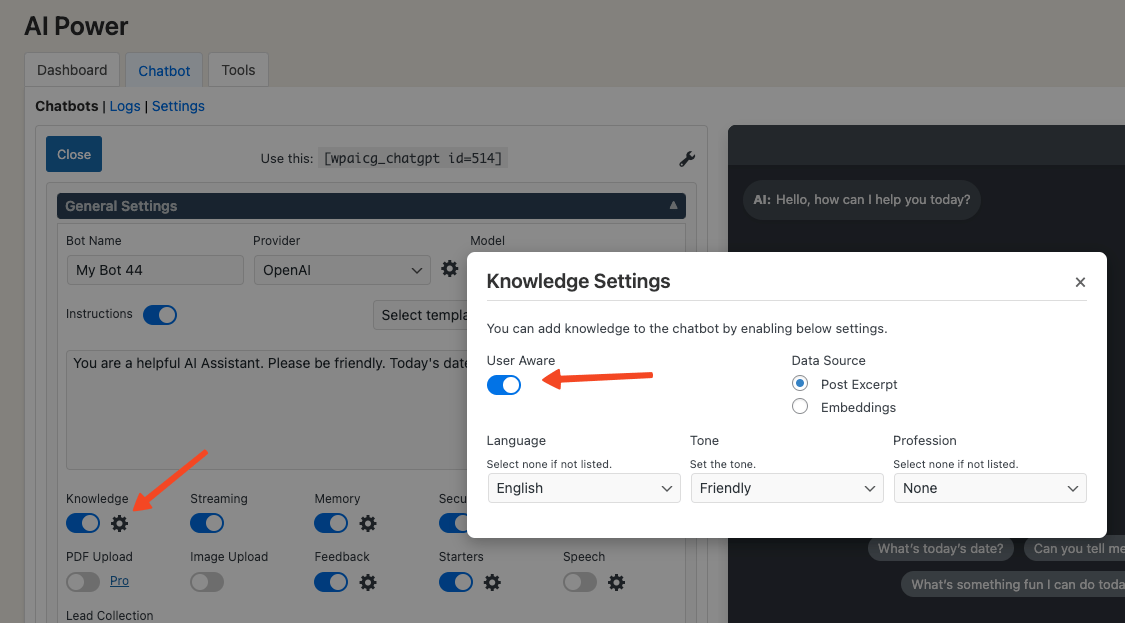 AI Power
Dashboard Chatbot Tools
Chatbots | Logs | Settings
Close
Use this: [wpaicg_chatgpt id=514]
General Settings
Bot Name Provider Model
My Bot 44 OpenAI
Instructions
Select templa
You are a helpful AI Assistant. Please be friendly. Today's date
Knowledge Streaming Memory Secu
PDF Upload Image Upload Feedback Starters Speech
Pro
Lead Collection
AI: Hello, how can I help you today?
Knowledge Settings
×
You can add knowledge to the chatbot by enabling below settings.
User Aware Data Source
Post Excerpt
Embeddings
Language Tone Profession
Select none if not listed. Set the tone. Select none if not listed.
English Friendly None
What's today's date? Can you tell me
What's something fun I can do toda